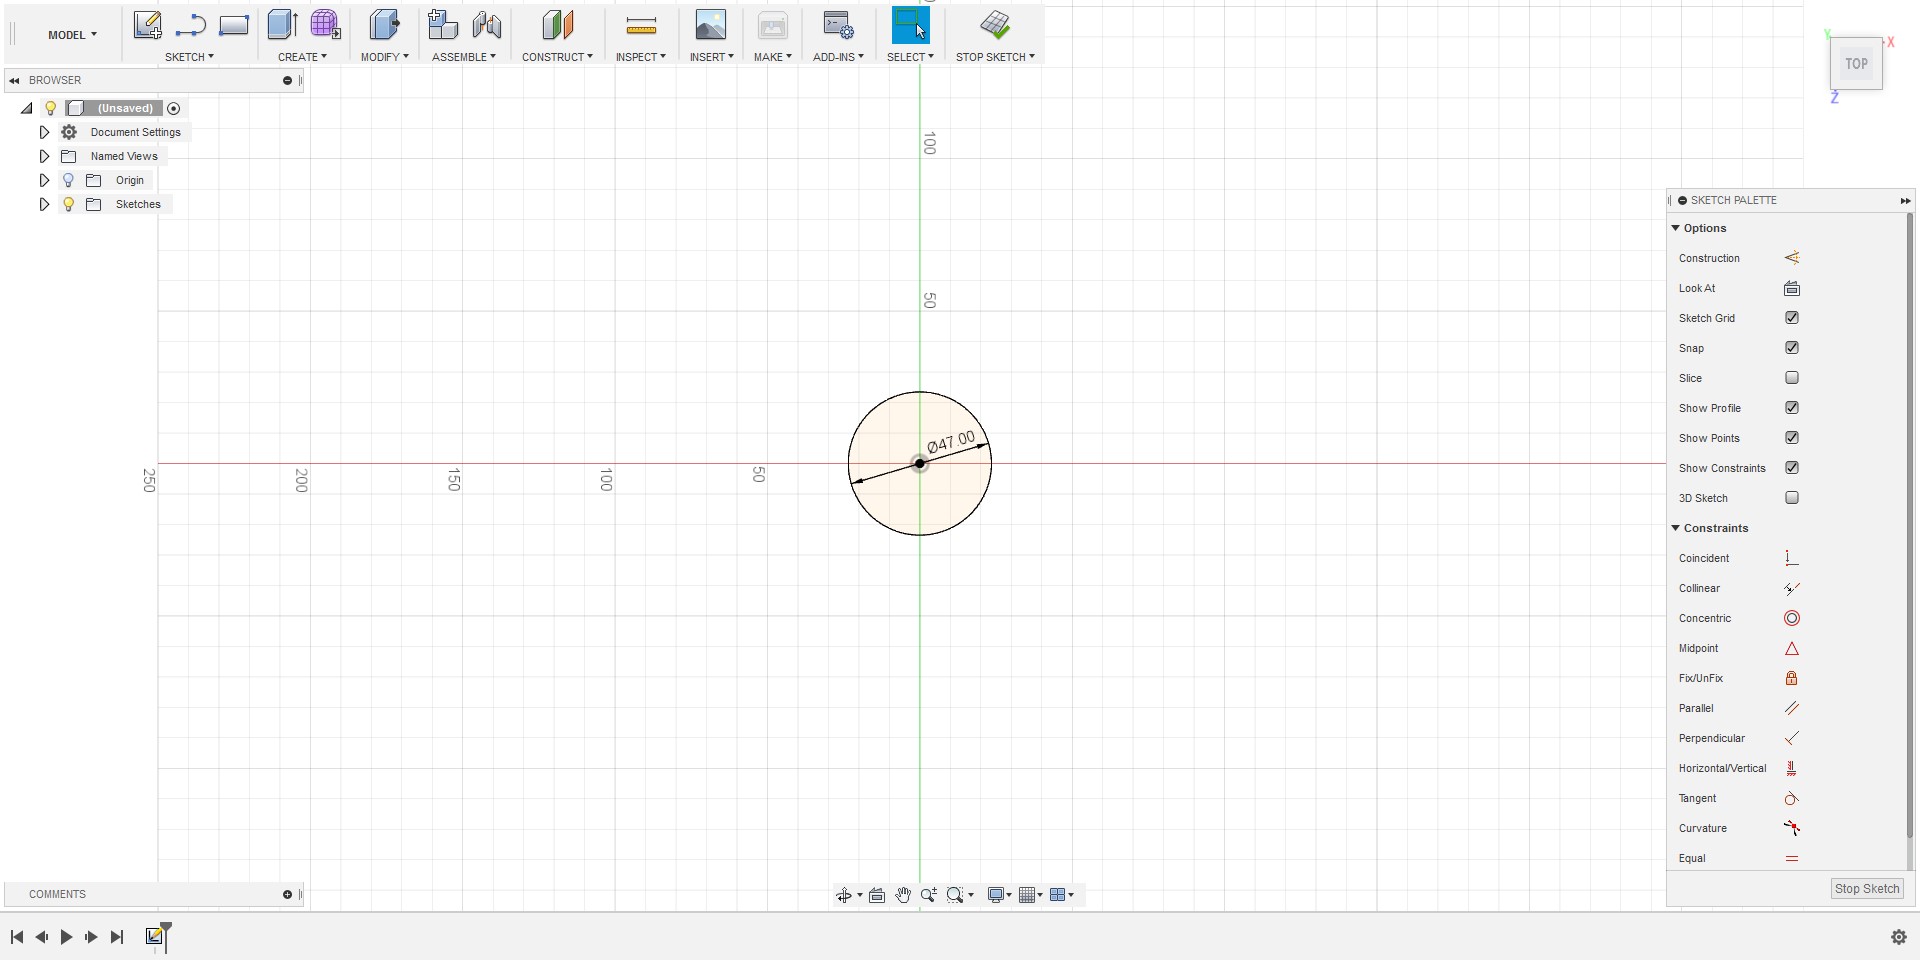 MODEL
SKETCH
CREATE
MODIFY
ASSEMBLE
CONSTRUCT
INSPECT
INSERT
MAKE
ADD-INS
SELECT
STOP SKETCH
BROWSER
(Unsaved)
Document Settings
Named Views
Origin
Sketches
Y
X
TOP
Z
100
50
250
200
150
100
50
Ø47.00
SKETCH PALETTE
Options
Construction
Look At
Sketch Grid
Snap
Slice
Show Profile
Show Points
Show Constraints
3D Sketch
Constraints
Coincident
Collinear
Concentric
Midpoint
Fix/UnFix
Parallel
Perpendicular
Horizontal/Vertical
Tangent
Curvature
Equal
Stop Sketch
COMMENTS